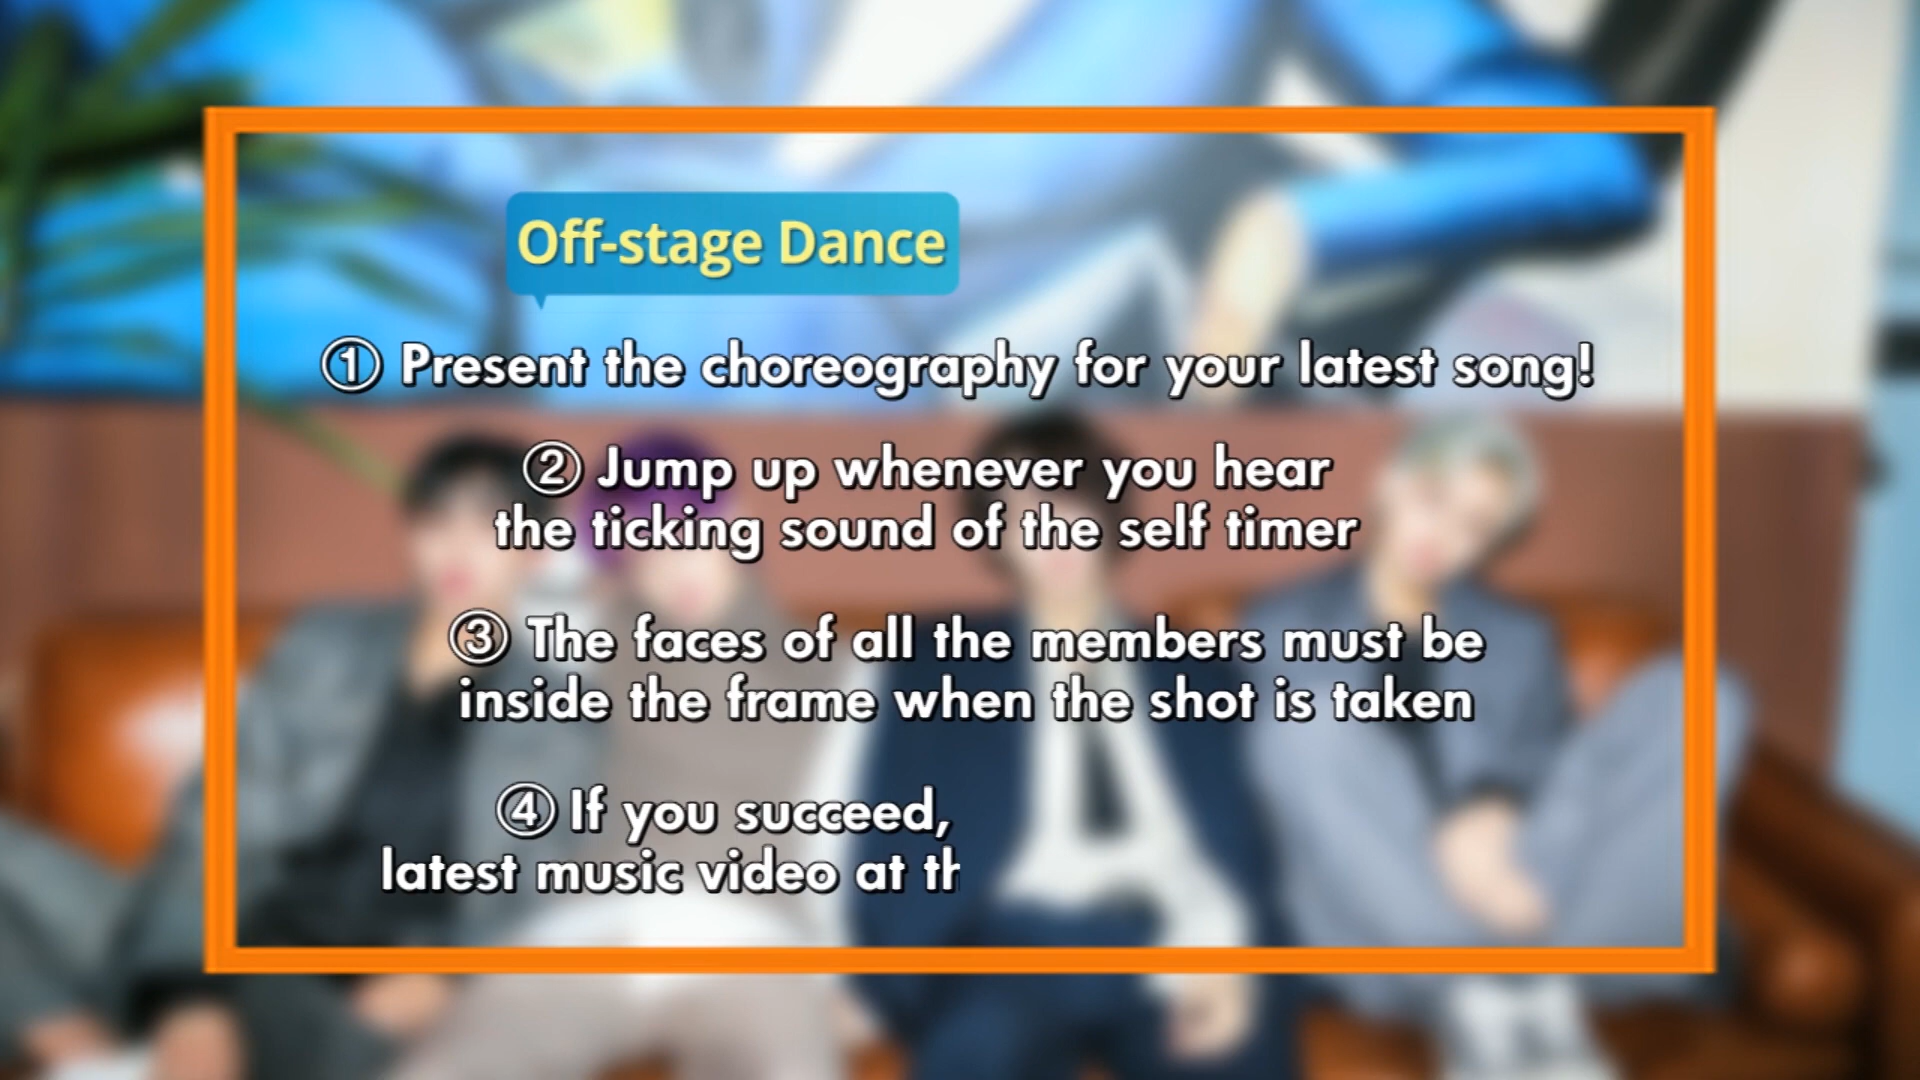 Off-stage Dance
① Present the choreography for your latest song!
② Jump up whenever you hear
the ticking sound of the self timer
③ The faces of all the members must be
inside the frame when the shot is taken
④ If you succeed,
latest music video at th